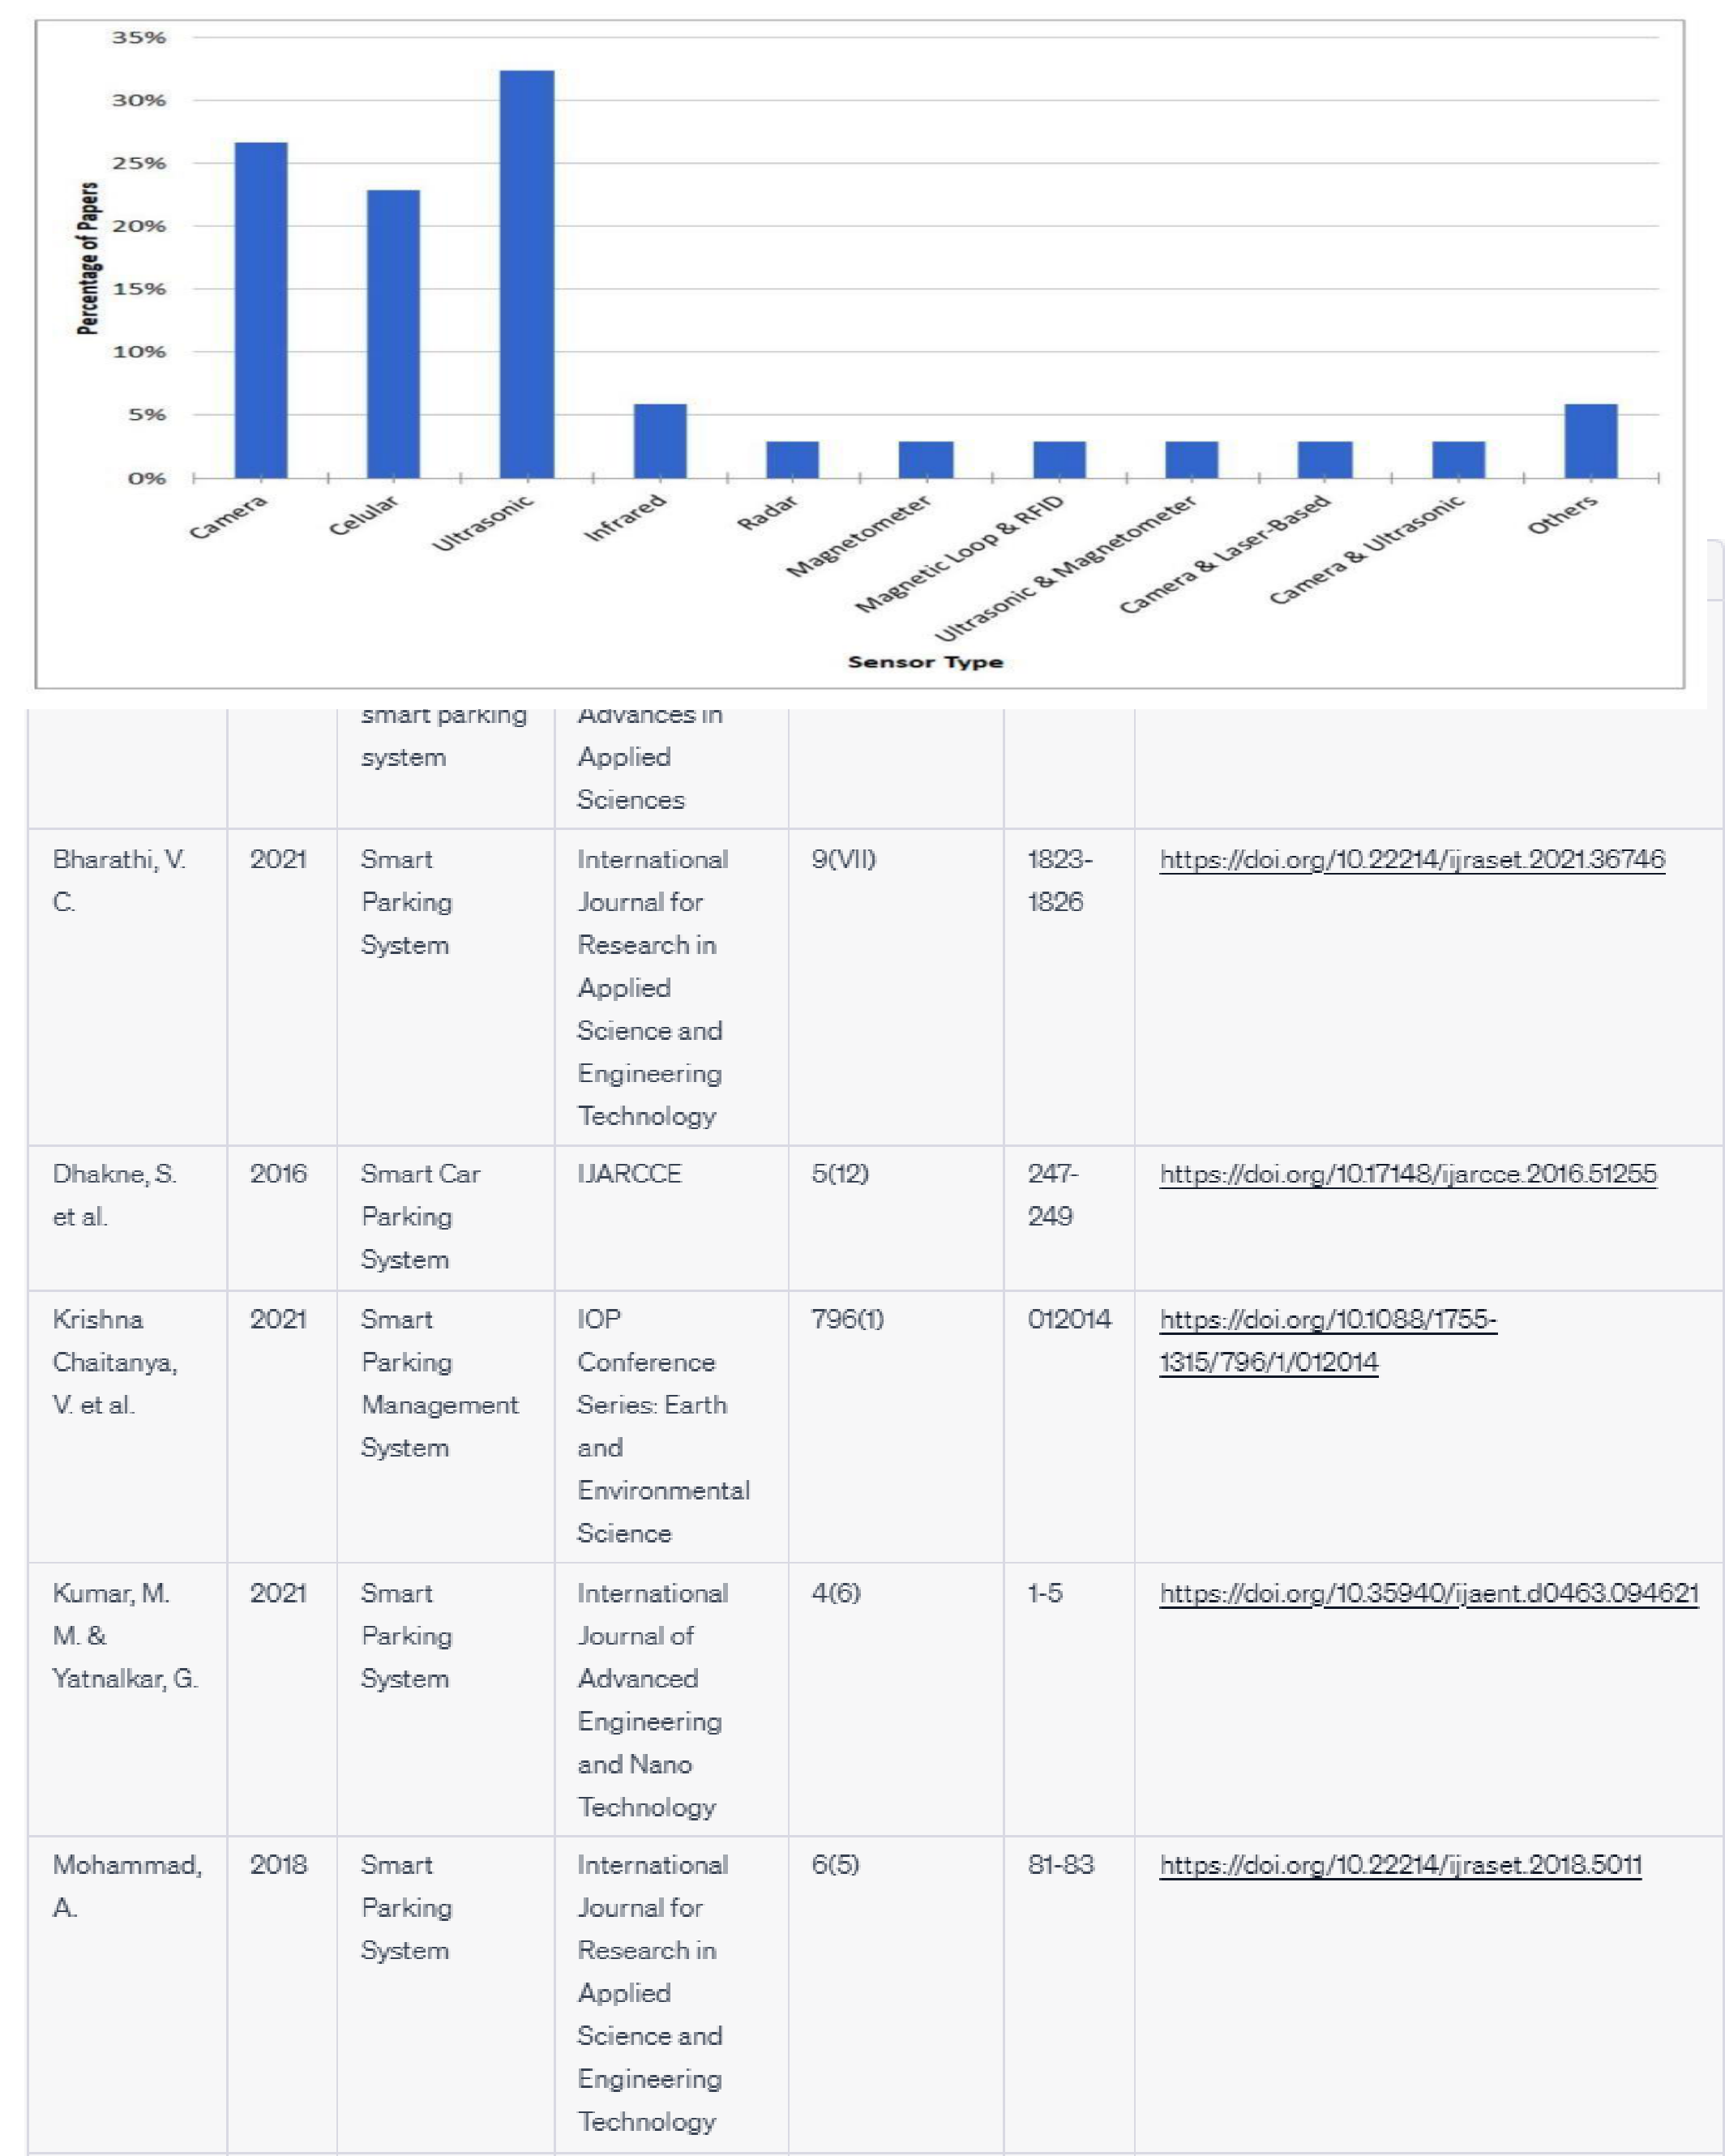 35%
30%
25%
20%
15%
10%
5%
0%
Percentage of Papers
Camera
Celular
Ultrasonic
Infrared
Radar
Magnetometer
Magnetic Loop & RFID
Ultrasonic & Magnetometer
Camera & Laser-Based
Camera & Ultrasonic
Others
Sensor Type
smart parking
system
Advances in
Applied
Sciences
Bharathi, V.
C.
2021
Smart
Parking
System
International
Journal for
Research in
Applied
Science and
Engineering
Technology
9(VII)
1823-
1826
https://doi.org/10.22214/ijraset.2021.36746
Dhakne, S.
et al.
2016
Smart Car
Parking
System
IJARCCE
5(12)
247-
249
https://doi.org/10.17148/ijarcce.2016.51255
Krishna
Chaitanya,
V. et al.
2021
Smart
Parking
Management
System
IOP
Conference
Series: Earth
and
Environmental
Science
796(1)
012014
https://doi.org/10.1088/1755-
1315/796/1/012014
Kumar, M.
M. &
Yatnalkar, G.
2021
Smart
Parking
System
International
Journal of
Advanced
Engineering
and Nano
Technology
4(6)
1-5
https://doi.org/10.35940/ijaent.d0463.094621
Mohammad,
A.
2018
Smart
Parking
System
International
Journal for
Research in
Applied
Science and
Engineering
Technology
6(5)
81-83
https://doi.org/10.22214/ijraset.2018.5011